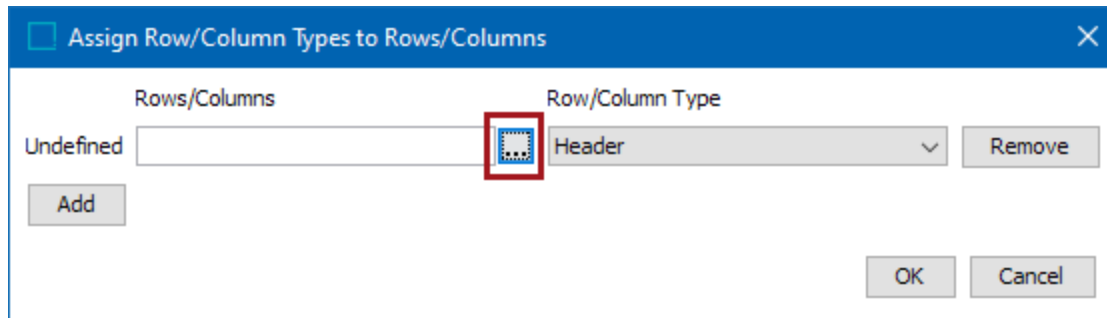 Assign Row/Column Types to Rows/Columns
Rows/Columns Row/Column Type
Undefined ... Header Remove
Add
OK Cancel